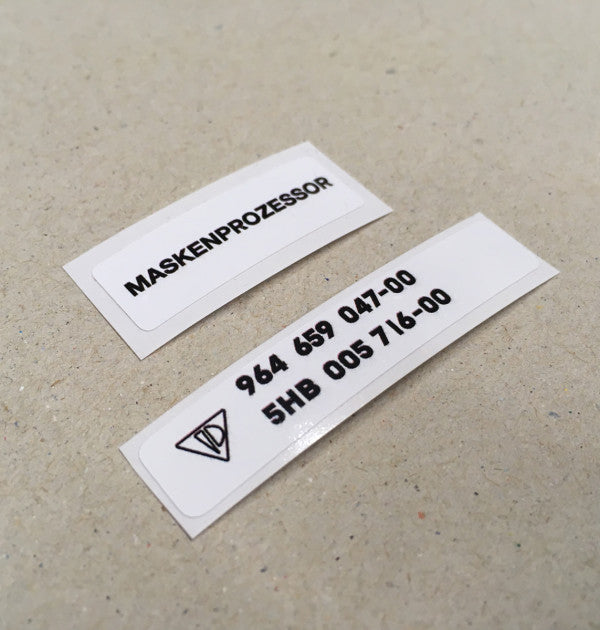 MASKENPROZESSOR
964 659 047-00
5HB 005 716-00